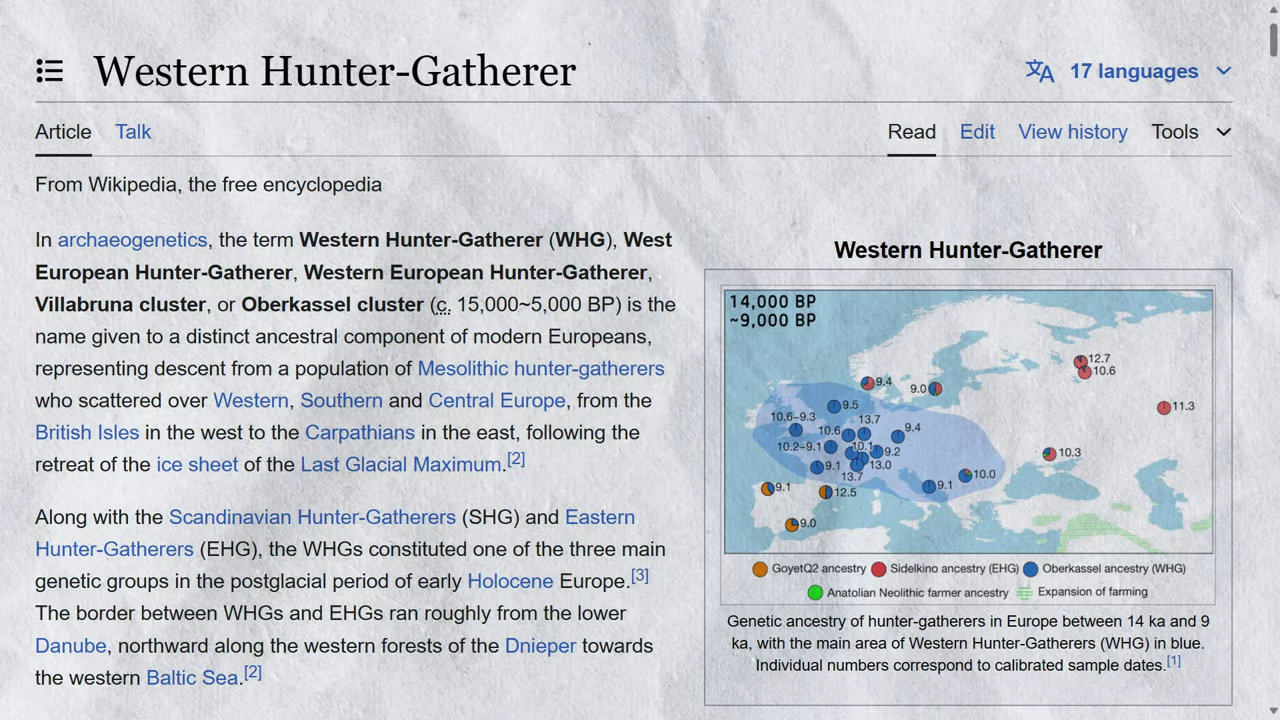 Western Hunter-Gatherer
17 languages
Article Talk
Read Edit View history Tools
From Wikipedia, the free encyclopedia
In archaeogenetics, the term Western Hunter-Gatherer (WHG), West
European Hunter-Gatherer, Western European Hunter-Gatherer,
Villabruna cluster, or Oberkassel cluster (c. 15,000~5,000 BP) is the
name given to a distinct ancestral component of modern Europeans,
representing descent from a population of Mesolithic hunter-gatherers
who scattered over Western, Southern and Central Europe, from the
British Isles in the west to the Carpathians in the east, following the
retreat of the ice sheet of the Last Glacial Maximum.[2]
Along with the Scandinavian Hunter-Gatherers (SHG) and Eastern
Hunter-Gatherers (EHG), the WHGs constituted one of the three main
genetic groups in the postglacial period of early Holocene Europe.[3]
The border between WHGs and EHGs ran roughly from the lower
Danube, northward along the western forests of the Dnieper towards
the western Baltic Sea.[2]
Western Hunter-Gatherer
14,000 BP
~9,000 BP
12.7
10.6
9.4
9.0
11.3
9.5
10.6–9.3
13.7
10.6
9.4
10.2–9.1
10.1
9.2
10.3
9.1
13.0
13.7
10.0
9.1
9.1
12.5
9.0
GoyetQ2 ancestry Sidelkino ancestry (EHG) Oberkassel ancestry (WHG)
Anatolian Neolithic farmer ancestry Expansion of farming
Genetic ancestry of hunter-gatherers in Europe between 14 ka and 9
ka, with the main area of Western Hunter-Gatherers (WHG) in blue.
Individual numbers correspond to calibrated sample dates.[1]